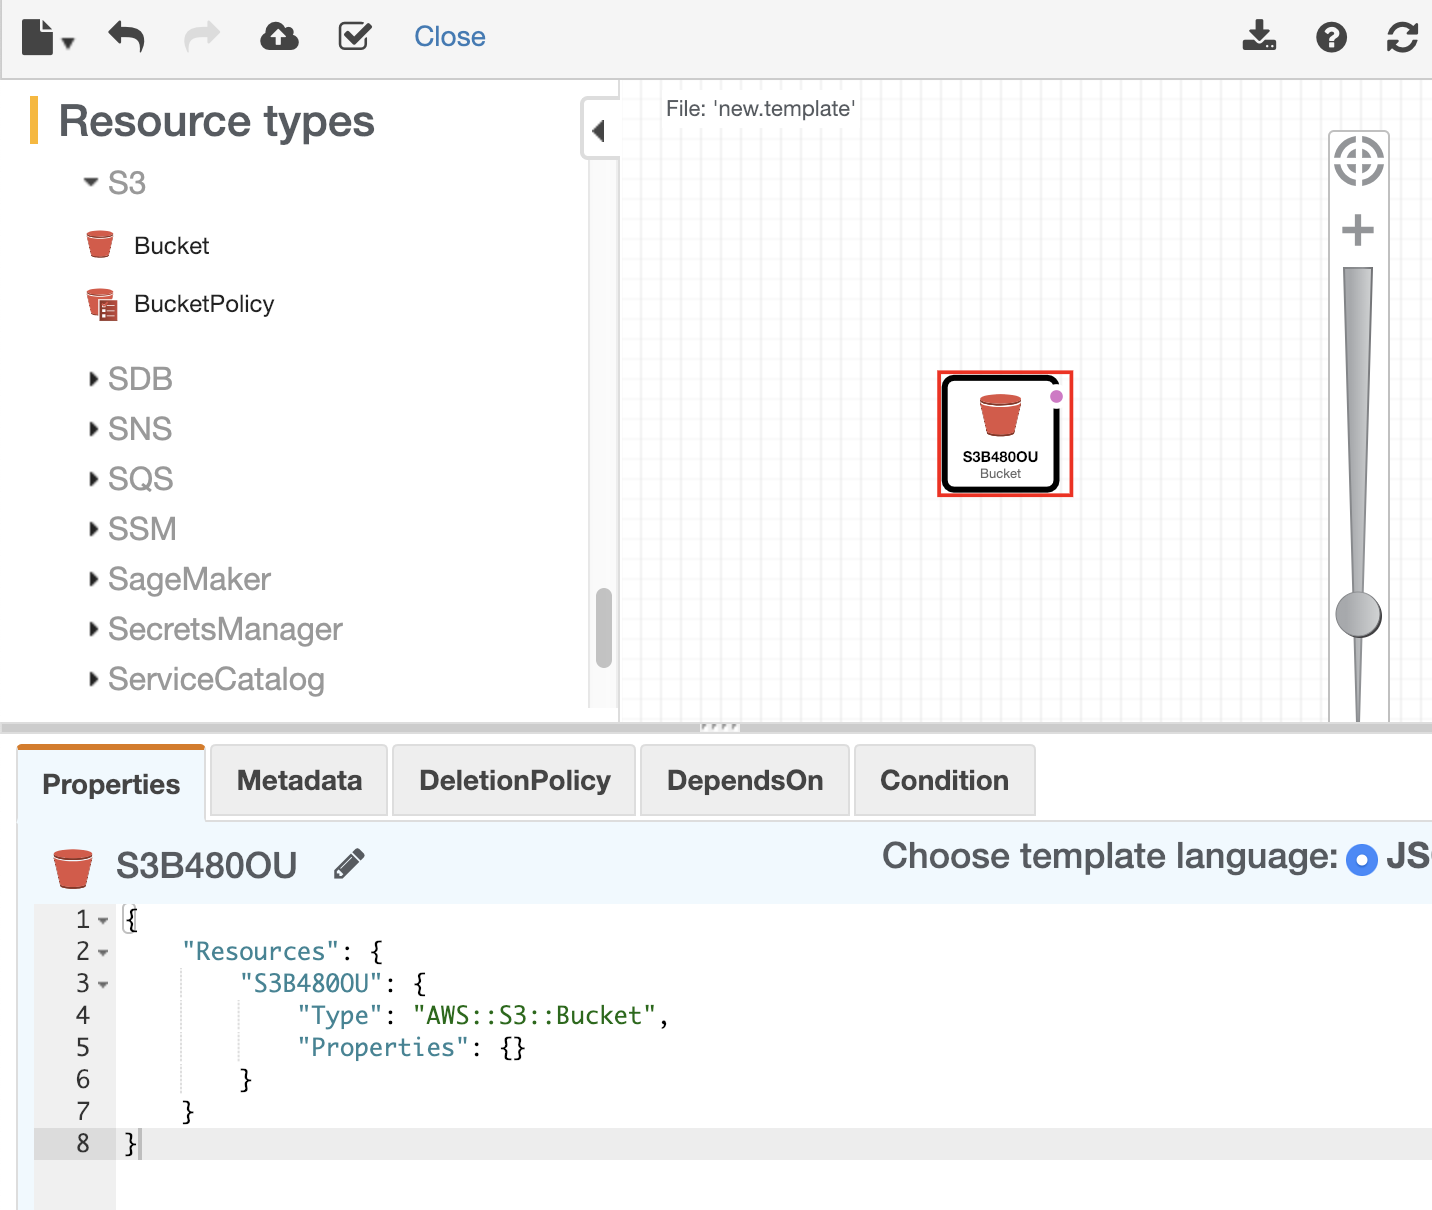 Close
Resource types
S3
Bucket
BucketPolicy
SDB
SNS
SQS
SSM
SageMaker
SecretsManager
ServiceCatalog
File: 'new.template'
S3B480OU
Bucket
Properties
Metadata
DeletionPolicy
DependsOn
Condition
S3B480OU
Choose template language: JS
1 {
2 "Resources": {
3 "S3B480OU": {
4 "Type": "AWS::S3::Bucket",
5 "Properties": {}
6 }
7 }
8 }